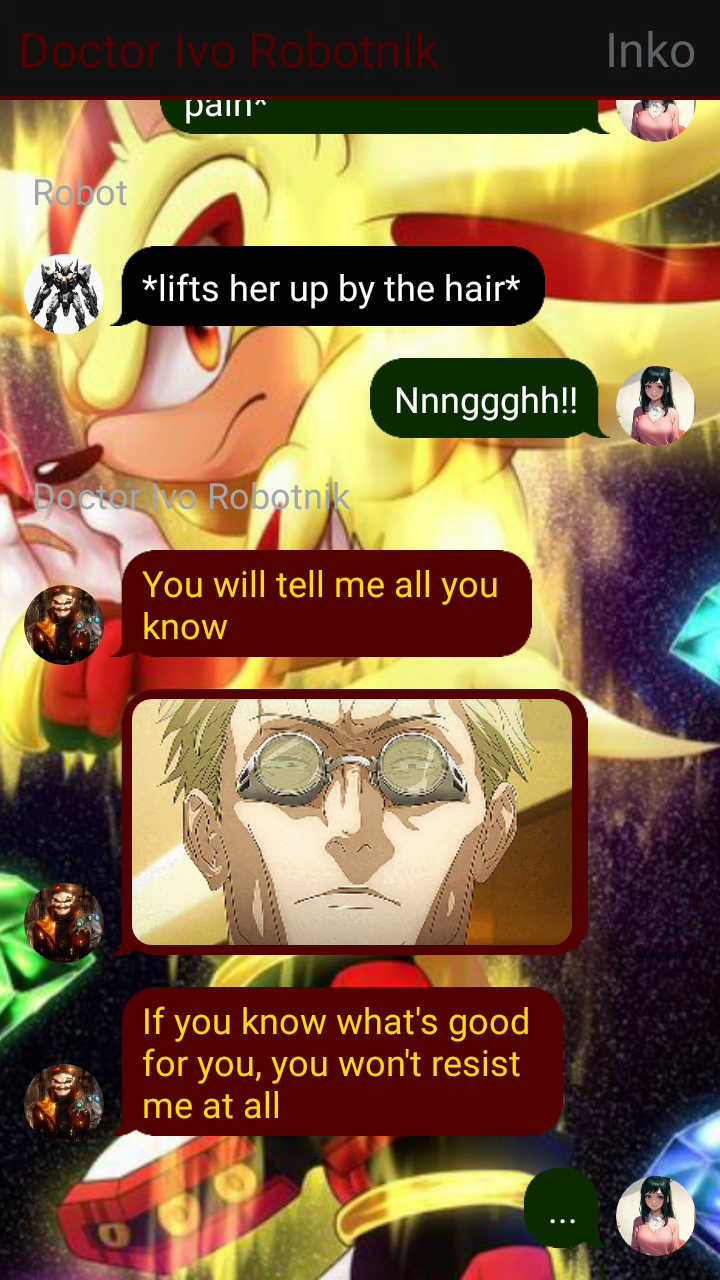 Doctor Ivo Robotnik
Inko
pain*
Robot
*lifts her up by the hair*
Nnnggghh!!
Doctor Ivo Robotnik
You will tell me all you
know
If you know what's good
for you, you won't resist
me at all
...